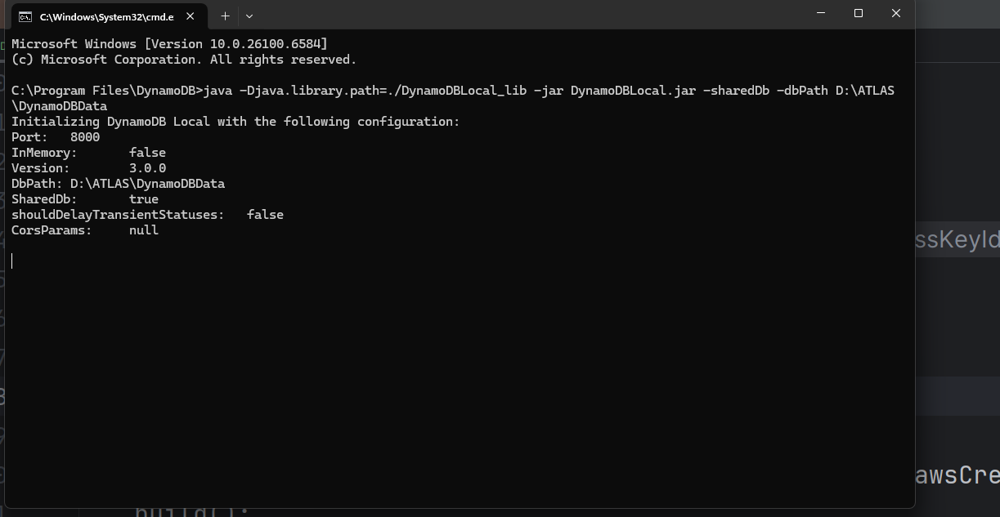 C:\Windows\System32\cmd.e
Microsoft Windows [Version 10.0.26100.6584]
(c) Microsoft Corporation. All rights reserved.
C:\Program Files\DynamoDB>java -Djava.library.path=./DynamoDBLocal_lib -jar DynamoDBLocal.jar -sharedDb -dbPath D:\ATLAS
\DynamoDBData
Initializing DynamoDB Local with the following configuration:
Port: 8000
InMemory: false
Version: 3.0.0
DbPath: D:\ATLAS\DynamoDBData
SharedDb: true
shouldDelayTransientStatuses: false
CorsParams: null
ssKeyId
awsCre
build();